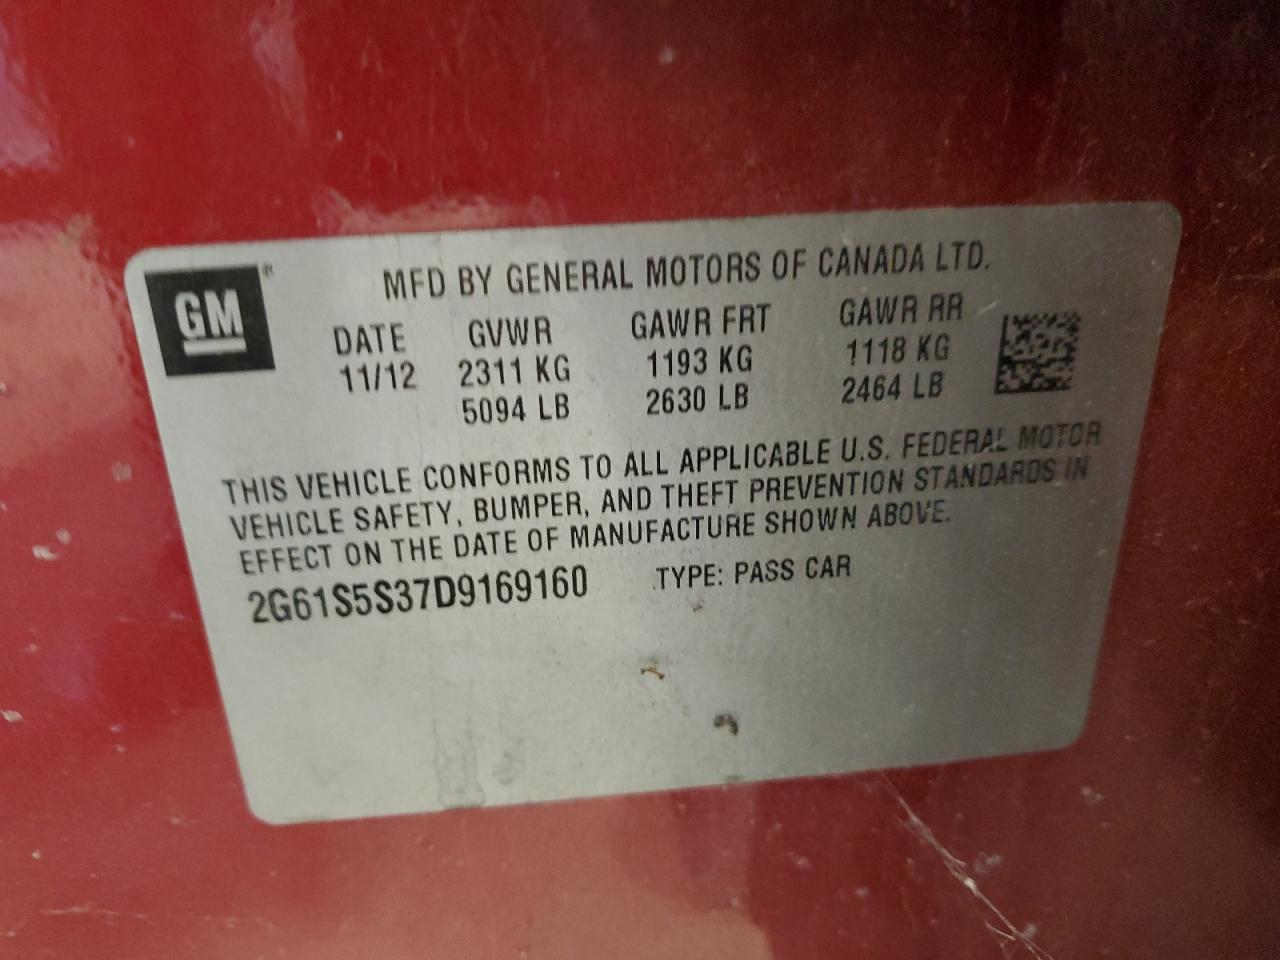 GM®
MFD BY GENERAL MOTORS OF CANADA LTD.
DATE GVWR GAWR FRT GAWR RR
11/12 2311 KG 1193 KG 1118 KG
5094 LB 2630 LB 2464 LB
THIS VEHICLE CONFORMS TO ALL APPLICABLE U.S. FEDERAL MOTOR
VEHICLE SAFETY, BUMPER, AND THEFT PREVENTION STANDARDS IN
EFFECT ON THE DATE OF MANUFACTURE SHOWN ABOVE.
2G61S5S37D9169160 TYPE: PASS CAR